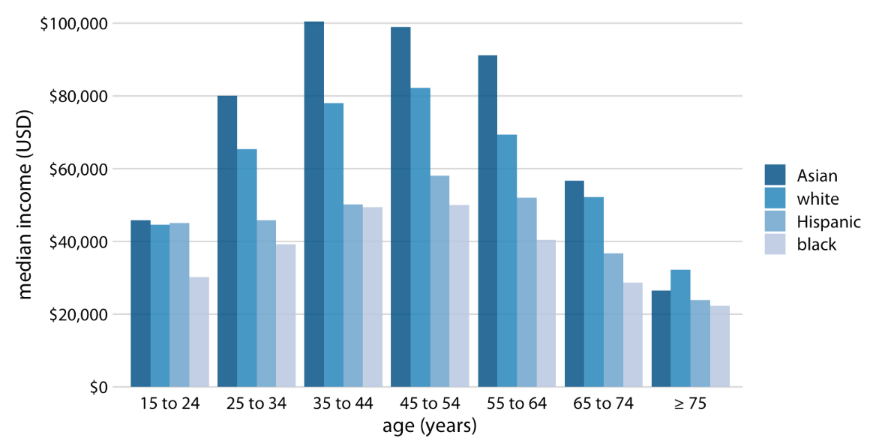 $100,000
$80,000
$60,000
$40,000
$20,000
$0
median income (USD)
15 to 24
25 to 34
35 to 44
45 to 54
55 to 64
65 to 74
≥ 75
age (years)
Asian
white
Hispanic
black